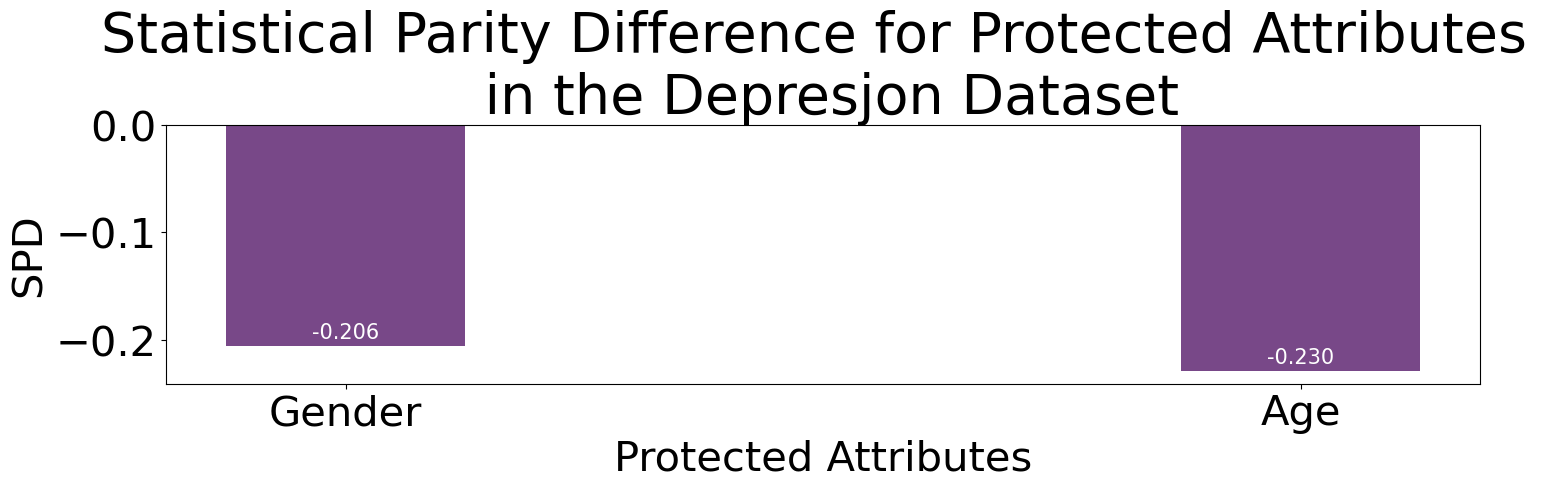 Statistical Parity Difference for Protected Attributes
in the Depresjon Dataset
0.0
−0.1
−0.2
SPD
-0.206
-0.230
Gender
Age
Protected Attributes